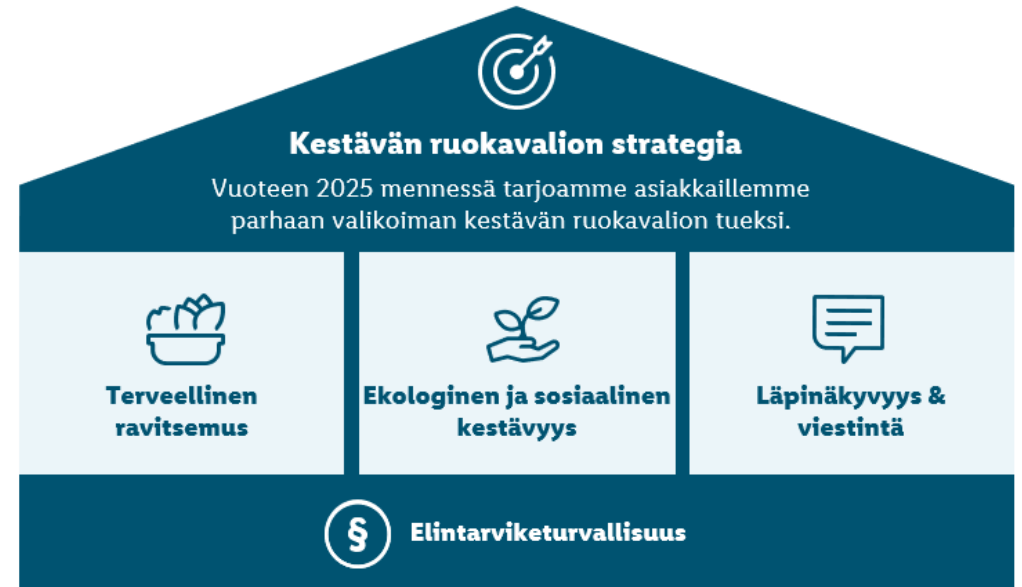 Kestävän ruokavalion strategia
Vuoteen 2025 mennessä tarjoamme asiakkaillemme
parhaan valikoiman kestävän ruokavalion tueksi.
Terveellinen
ravitsemus
Ekologinen ja sosiaalinen
kestävyys
Läpinäkyvyys &
viestintä
§
Elintarviketurvallisuus